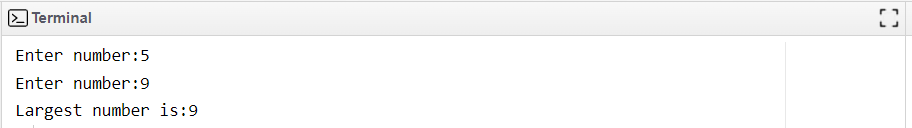 Terminal
Enter number:5
Enter number:9
Largest number is:9